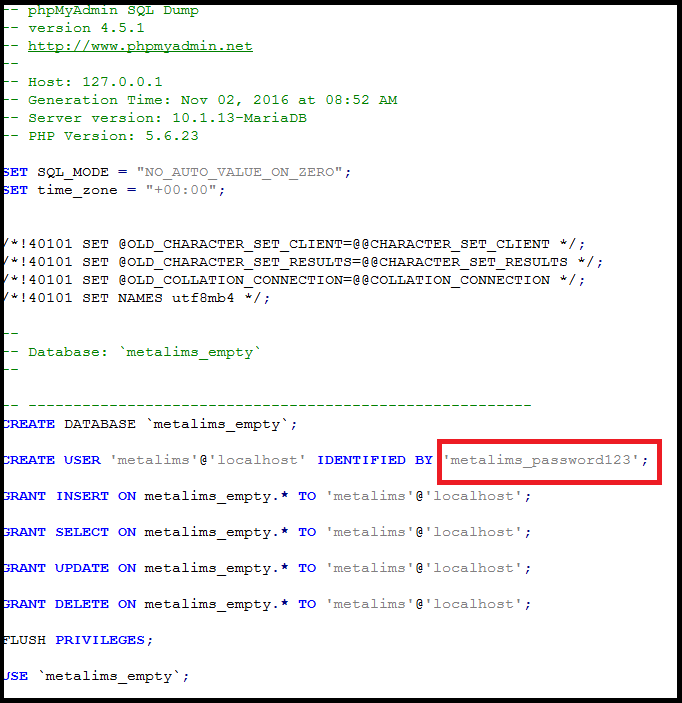 -- phpMyAdmin SQL Dump
-- version 4.5.1
-- http://www.phpmyadmin.net
--
-- Host: 127.0.0.1
-- Generation Time: Nov 02, 2016 at 08:52 AM
-- Server version: 10.1.13-MariaDB
-- PHP Version: 5.6.23
SET SQL_MODE = "NO_AUTO_VALUE_ON_ZERO";
SET time_zone = "+00:00";
/*!40101 SET @OLD_CHARACTER_SET_CLIENT=@@CHARACTER_SET_CLIENT */;
/*!40101 SET @OLD_CHARACTER_SET_RESULTS=@@CHARACTER_SET_RESULTS */;
/*!40101 SET @OLD_COLLATION_CONNECTION=@@COLLATION_CONNECTION */;
/*!40101 SET NAMES utf8mb4 */;
--
-- Database: `metalims_empty`
--
-- --------------------------------------------------------
CREATE DATABASE `metalims_empty`;
CREATE USER 'metalims'@'localhost' IDENTIFIED BY 'metalims_password123';
GRANT INSERT ON metalims_empty.* TO 'metalims'@'localhost';
GRANT SELECT ON metalims_empty.* TO 'metalims'@'localhost';
GRANT UPDATE ON metalims_empty.* TO 'metalims'@'localhost';
GRANT DELETE ON metalims_empty.* TO 'metalims'@'localhost';
FLUSH PRIVILEGES;
USE `metalims_empty`;